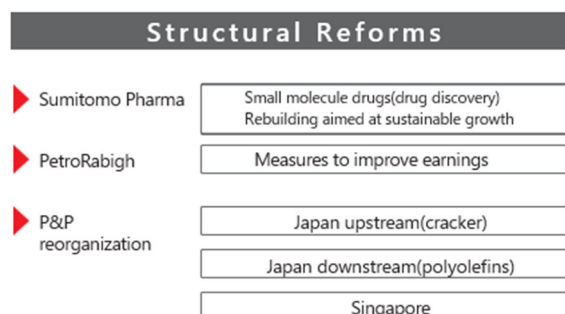 Structural Reforms
Sumitomo Pharma
Small molecule drugs(drug discovery)
Rebuilding aimed at sustainable growth
PetroRabigh
Measures to improve earnings
P&P
reorganization
Japan upstream(cracker)
Japan downstream(polyolefins)
Singapore